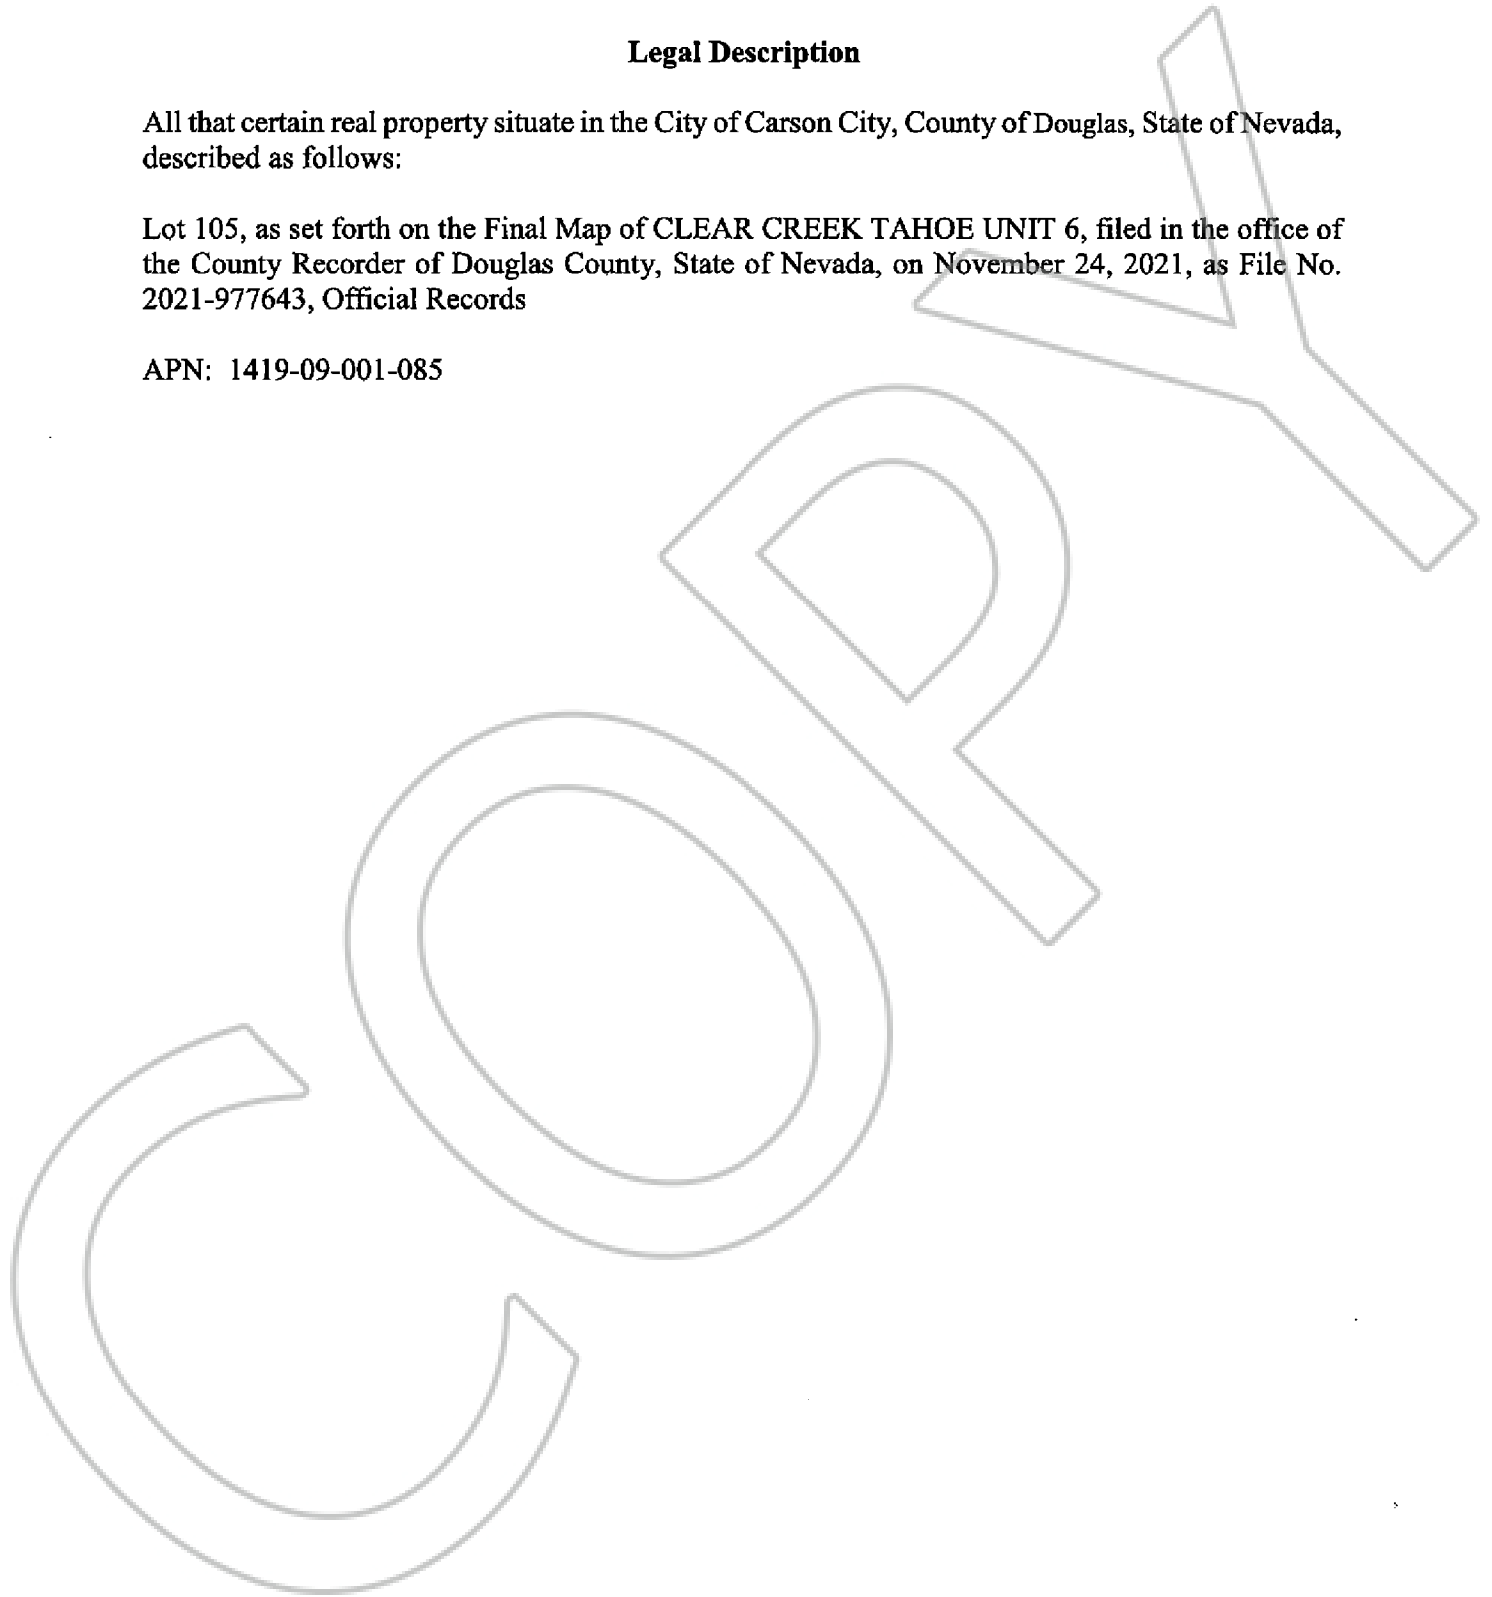 Legal Description
All that certain real property situate in the City of Carson City, County of Douglas, State of Nevada,
described as follows:
Lot 105, as set forth on the Final Map of CLEAR CREEK TAHOE UNIT 6, filed in the office of
the County Recorder of Douglas County, State of Nevada, on November 24, 2021, as File No.
2021-977643, Official Records
APN: 1419-09-001-085
COPY